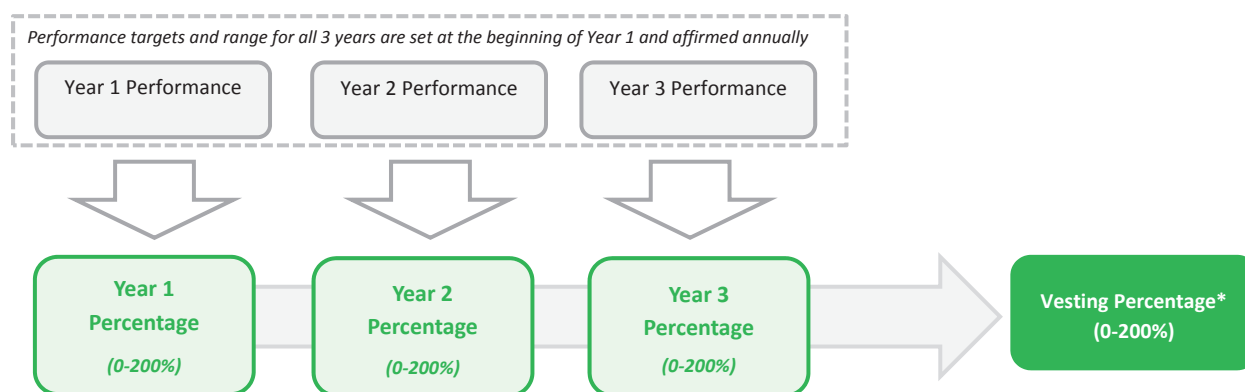 Performance targets and range for all 3 years are set at the beginning of Year 1 and affirmed annually
Year 1 Performance
Year 2 Performance
Year 3 Performance
Year 1
Percentage
(0-200%)
Year 2
Percentage
(0-200%)
Year 3
Percentage
(0-200%)
Vesting Percentage*
(0-200%)